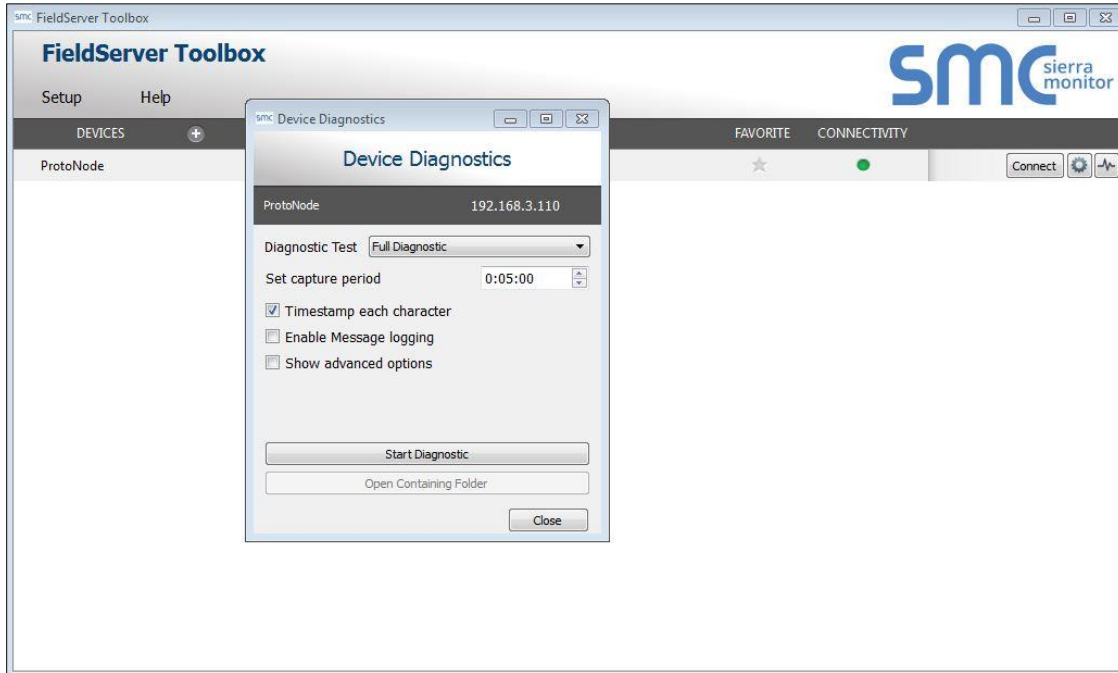 smc FieldServer Toolbox
FieldServer Toolbox
smc sierra monitor
Setup Help
DEVICES FAVORITE CONNECTIVITY
ProtoNode Connect
smc Device Diagnostics
Device Diagnostics
ProtoNode 192.168.3.110
Diagnostic Test Full Diagnostic
Set capture period 0:05:00
Timestamp each character
Enable Message logging
Show advanced options
Start Diagnostic
Open Containing Folder
Close